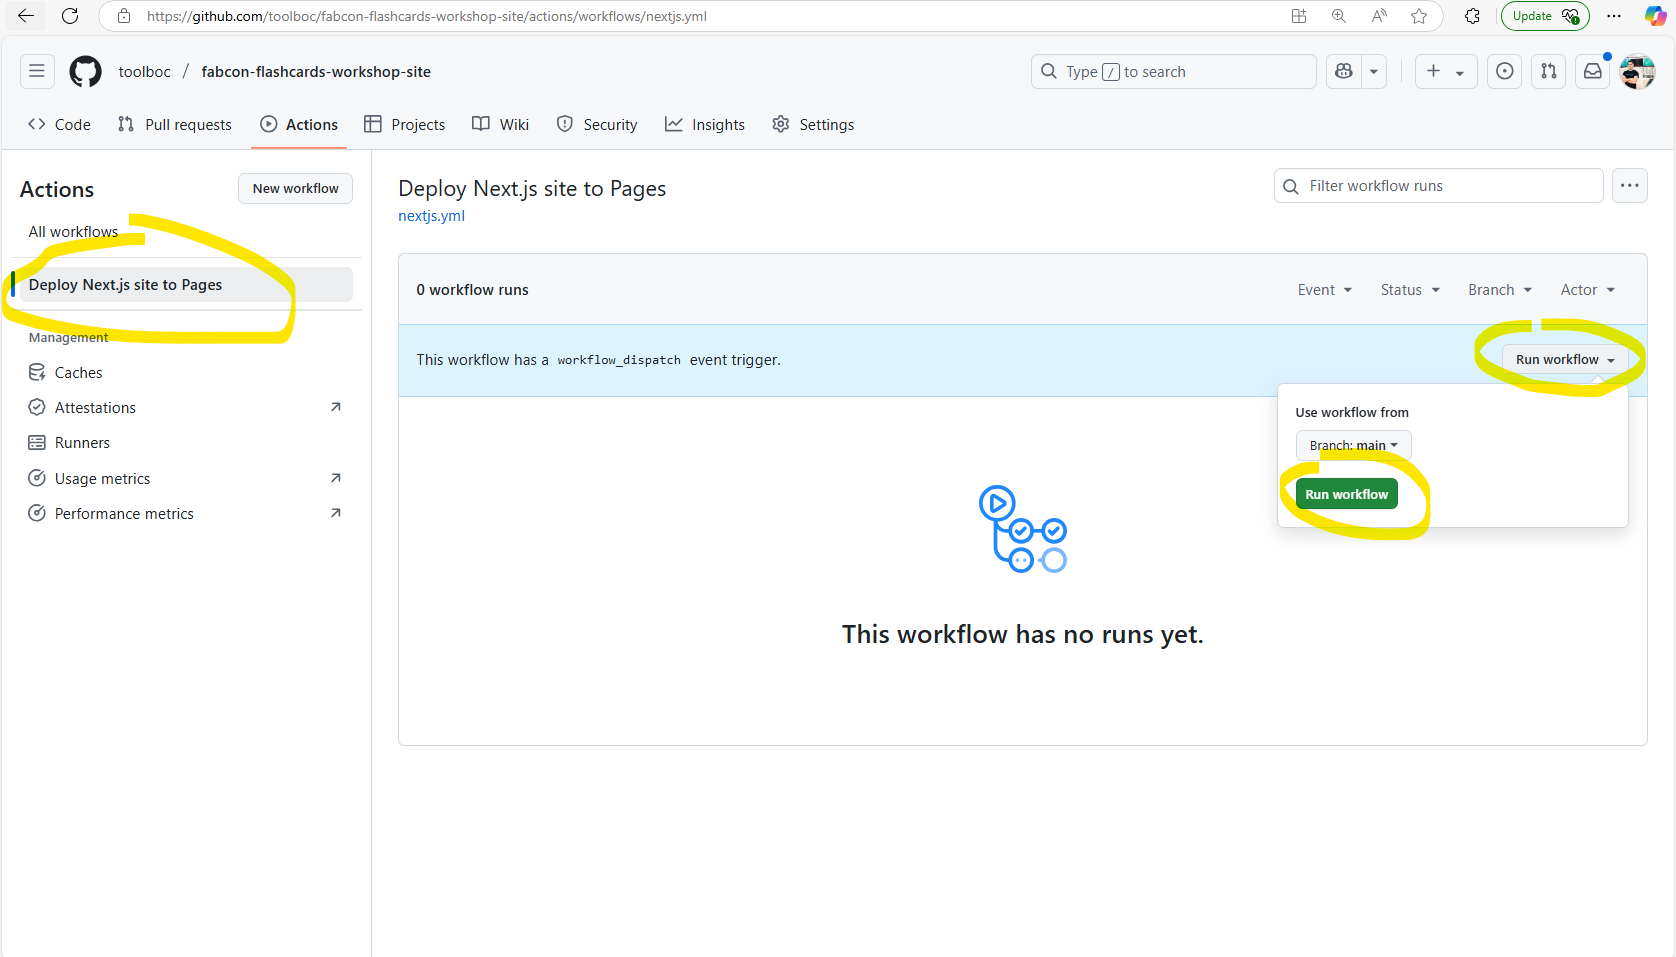 https://github.com/toolboc/fabcon-flashcards-workshop-site/actions/workflows/nextjs.yml
Update
toolboc / fabcon-flashcards-workshop-site
Type / to search
Code
Pull requests
Actions
Projects
Wiki
Security
Insights
Settings
Actions
New workflow
All workflows
Deploy Next.js site to Pages
Management
Caches
Attestations
Runners
Usage metrics
Performance metrics
Deploy Next.js site to Pages
nextjs.yml
Filter workflow runs
0 workflow runs
Event
Status
Branch
Actor
This workflow has a workflow_dispatch event trigger.
Run workflow
Use workflow from
Branch: main
Run workflow
This workflow has no runs yet.